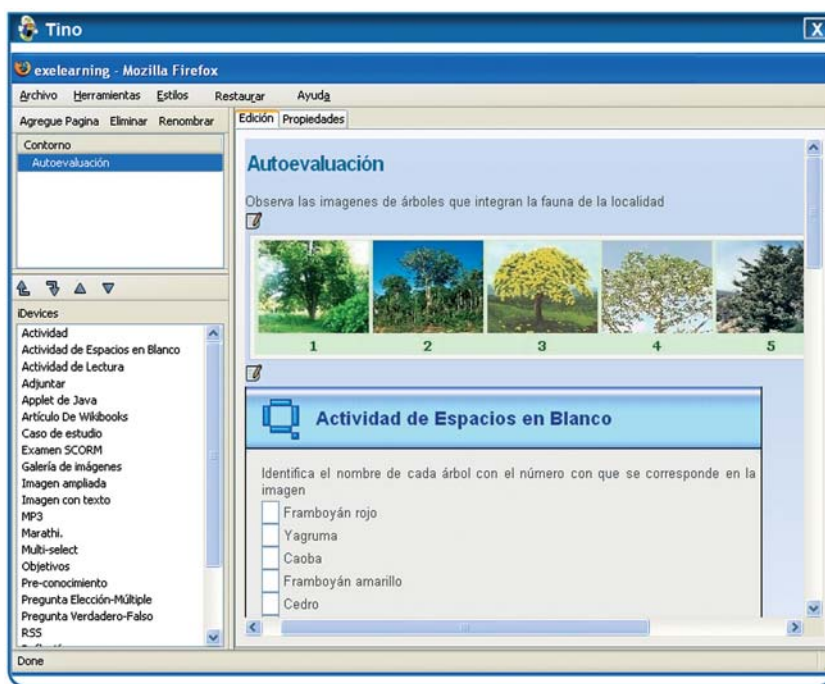 Tino
X
exelearning - Mozilla Firefox
Archivo Herramientas Estilos Restaurar Ayuda
Agregue Pagina Eliminar Renombrar
Edición Propiedades
Contorno
Autoevaluación
Autoevaluación
Observa las imagenes de árboles que integran la fauna de la localidad
1 2 3 4 5
iDevices
Actividad
Actividad de Espacios en Blanco
Actividad de Lectura
Adjuntar
Applet de Java
Artículo De Wikibooks
Caso de estudio
Examen SCORM
Galería de imágenes
Imagen ampliada
Imagen con texto
MP3
Marathi.
Multi-select
Objetivos
Pre-conocimiento
Pregunta Elección-Múltiple
Pregunta Verdadero-Falso
RSS
Actividad de Espacios en Blanco
Identifica el nombre de cada árbol con el número con que se corresponde en la
imagen
Framboyán rojo
Yagruma
Caoba
Framboyán amarillo
Cedro
Done